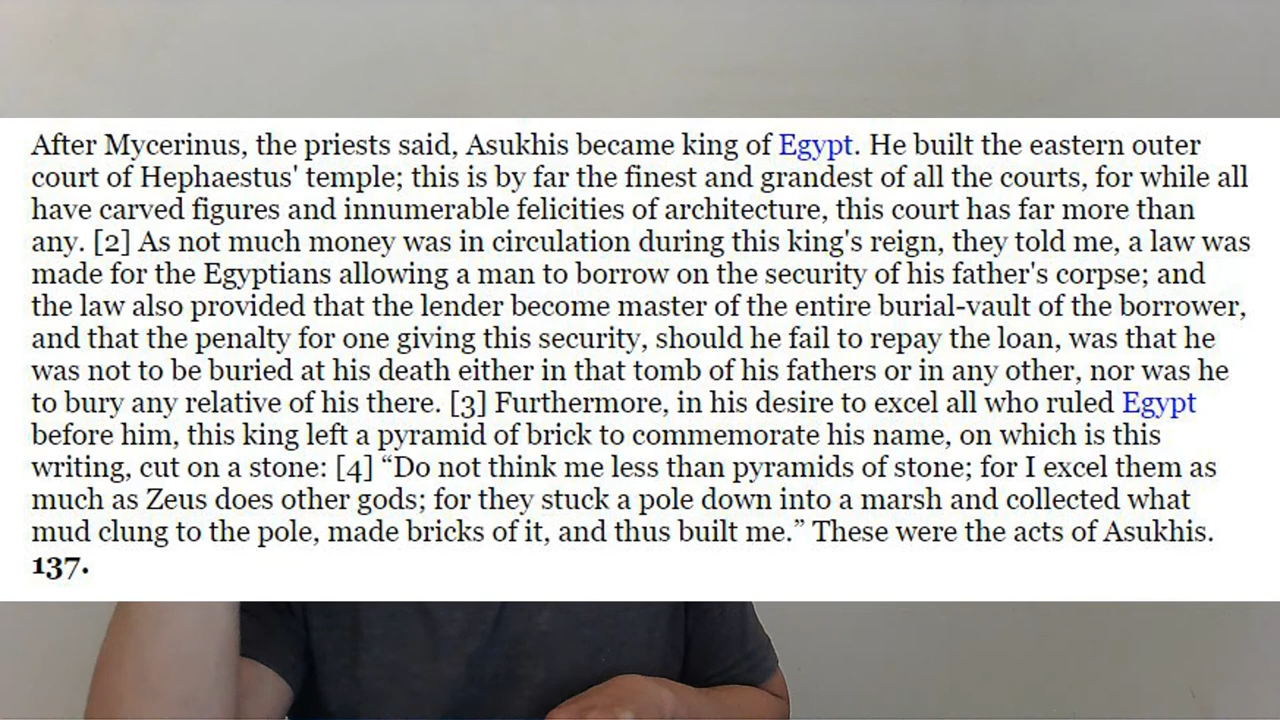 After Mycerinus, the priests said, Asukhis became king of Egypt. He built the eastern outer
court of Hephaestus' temple; this is by far the finest and grandest of all the courts, for while all
have carved figures and innumerable felicities of architecture, this court has far more than
any. [2] As not much money was in circulation during this king's reign, they told me, a law was
made for the Egyptians allowing a man to borrow on the security of his father's corpse; and
the law also provided that the lender become master of the entire burial-vault of the borrower,
and that the penalty for one giving this security, should he fail to repay the loan, was that he
was not to be buried at his death either in that tomb of his fathers or in any other, nor was he
to bury any relative of his there. [3] Furthermore, in his desire to excel all who ruled Egypt
before him, this king left a pyramid of brick to commemorate his name, on which is this
writing, cut on a stone: [4] “Do not think me less than pyramids of stone; for I excel them as
much as Zeus does other gods; for they stuck a pole down into a marsh and collected what
mud clung to the pole, made bricks of it, and thus built me.” These were the acts of Asukhis.
137.